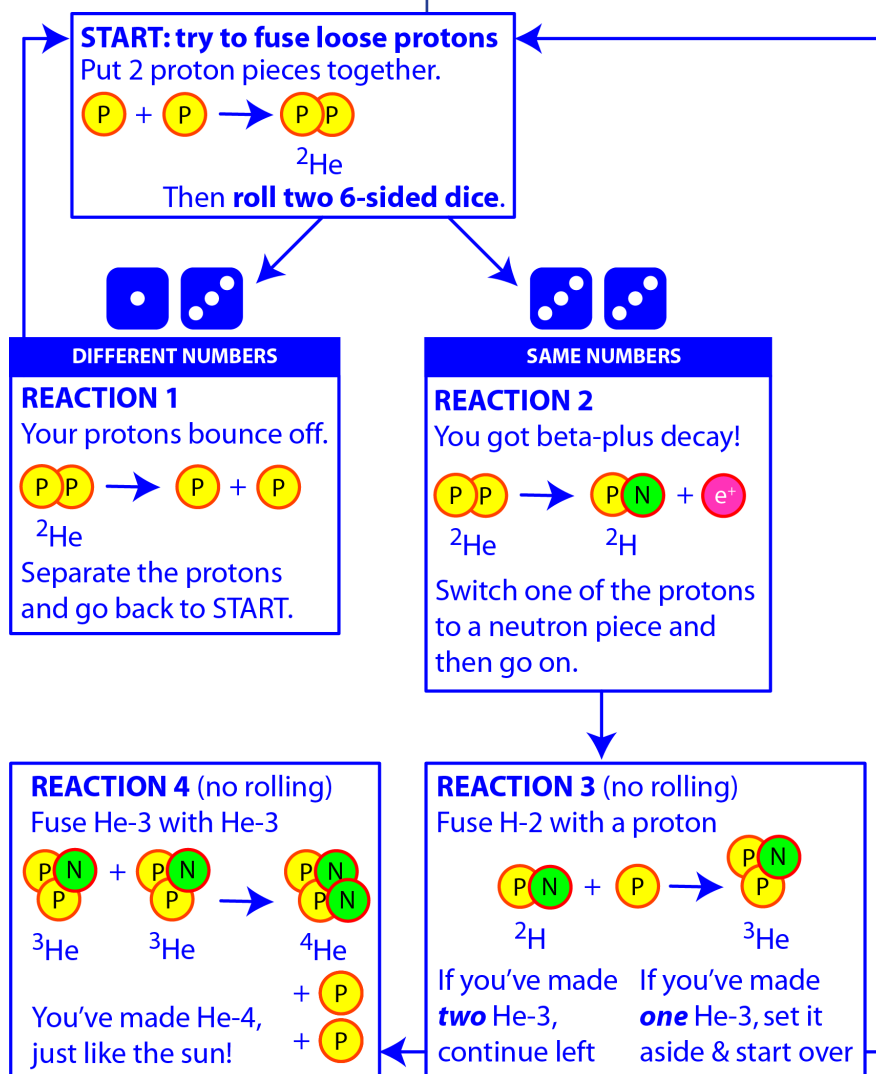 START: try to fuse loose protons
Put 2 proton pieces together.
P + P PP
²He
Then roll two 6-sided dice.
DIFFERENT NUMBERS
REACTION 1
Your protons bounce off.
PP P + P
²He
Separate the protons
and go back to START.
SAME NUMBERS
REACTION 2
You got beta-plus decay!
PP PN + e⁺
²He ²H
Switch one of the protons
to a neutron piece and
then go on.
REACTION 4 (no rolling)
Fuse He-3 with He-3
PN + PN PN
P P PN
³He ³He ⁴He
+ P
You've made He-4,
+ P
just like the sun!
REACTION 3 (no rolling)
Fuse H-2 with a proton
PN + P PN
P
²H ³He
If you've made
two He-3,
continue left
If you've made
one He-3, set it
aside & start over